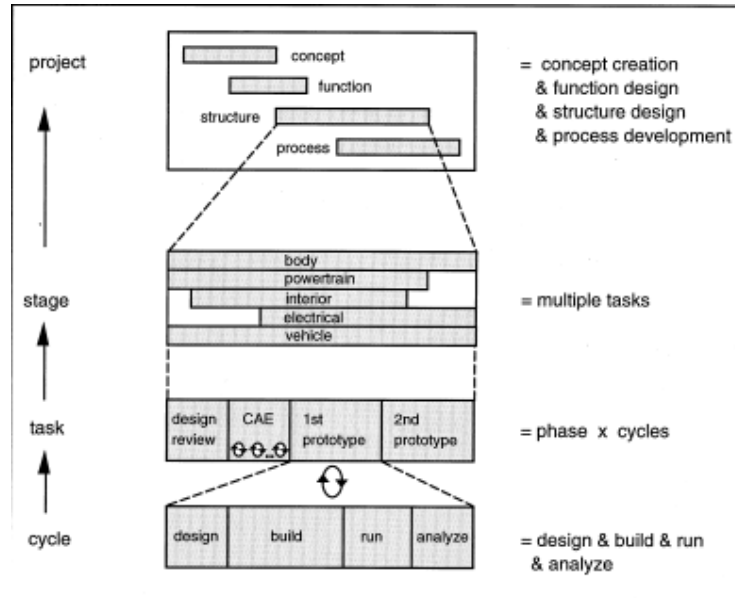 project
concept
function
structure
process
= concept creation
& function design
& structure design
& process development
stage
body
powertrain
interior
electrical
vehicle
= multiple tasks
task
design
review
CAE
1st
prototype
2nd
prototype
= phase x cycles
cycle
design
build
run
analyze
= design & build & run
& analyze